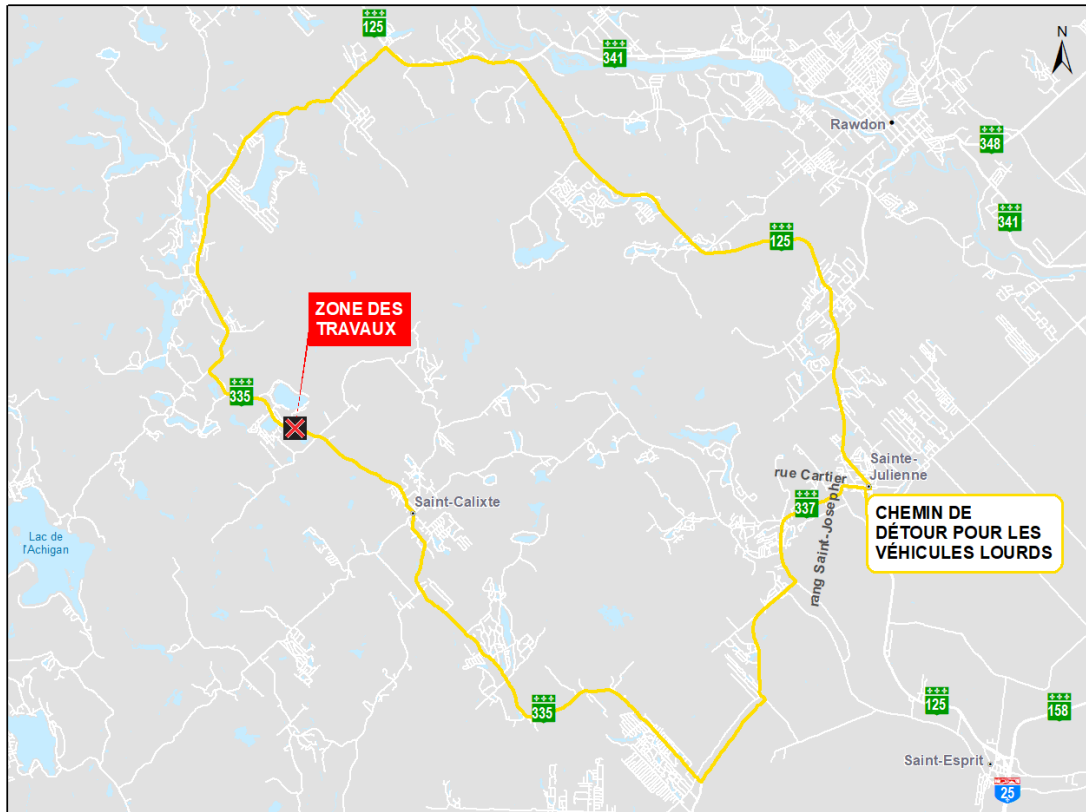 125
341
N
Rawdon
348
341
125
ZONE DES
TRAVAUX
335
Sainte-
Julienne
rue Cartier
Saint-Calixte
337
CHEMIN DE
DÉTOUR POUR LES
VÉHICULES LOURDS
rang Saint-Joseph
Lac de
l'Achigan
335
125
158
Saint-Esprit
25